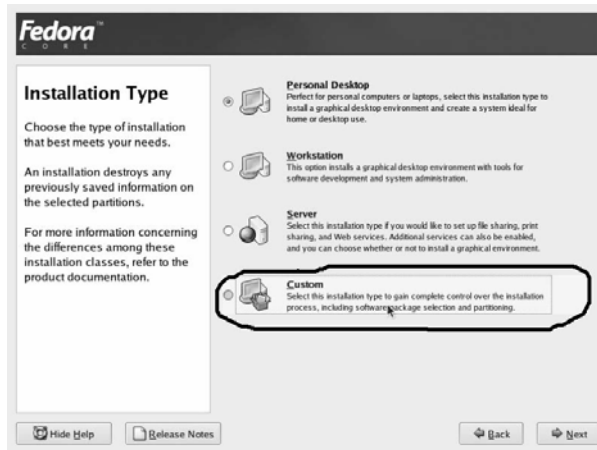 Fedora™
CORE
Installation Type
Choose the type of installation
that best meets your needs.
An installation destroys any
previously saved information on
the selected partitions.
For more information concerning
the differences among these
installation classes, refer to the
product documentation.
Personal Desktop
Perfect for personal computers or laptops, select this installation type to
install a graphical desktop environment and create a system ideal for
home or desktop use.
Workstation
This option installs a graphical desktop environment with tools for
software development and system administration.
Server
Select this installation type if you would like to set up file sharing, print
sharing, and Web services. Additional services can also be enabled,
and you can choose whether or not to install a graphical environment.
Custom
Select this installation type to gain complete control over the installation
process, including software package selection and partitioning.
Hide Help
Release Notes
Back
Next